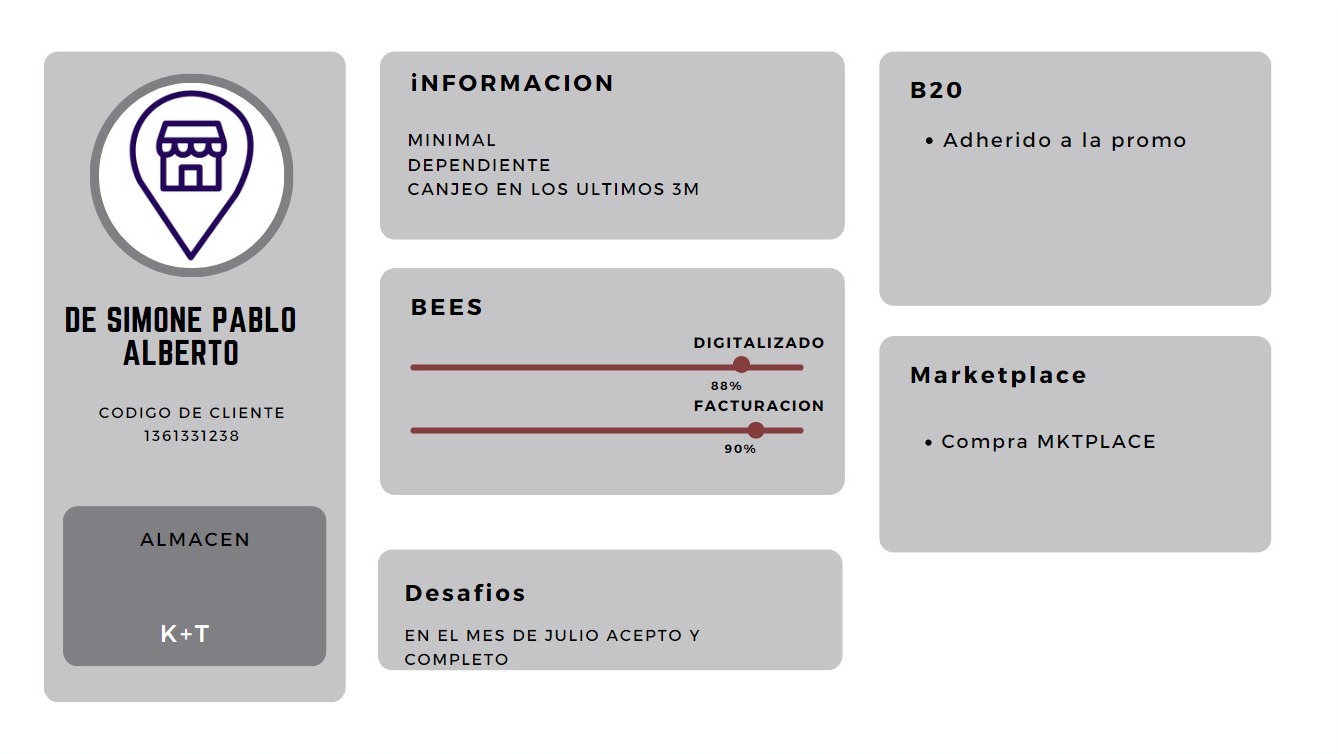 DE SIMONE PABLO
ALBERTO
CODIGO DE CLIENTE
1361331238
ALMACEN
K+T
iNFORMACION
MINIMAL
DEPENDIENTE
CANJEO EN LOS ULTIMOS 3M
BEES
DIGITALIZADO
88%
FACTURACION
90%
Desafios
EN EL MES DE JULIO ACEPTO Y
COMPLETO
B20
• Adherido a la promo
Marketplace
• Compra MKTPLACE